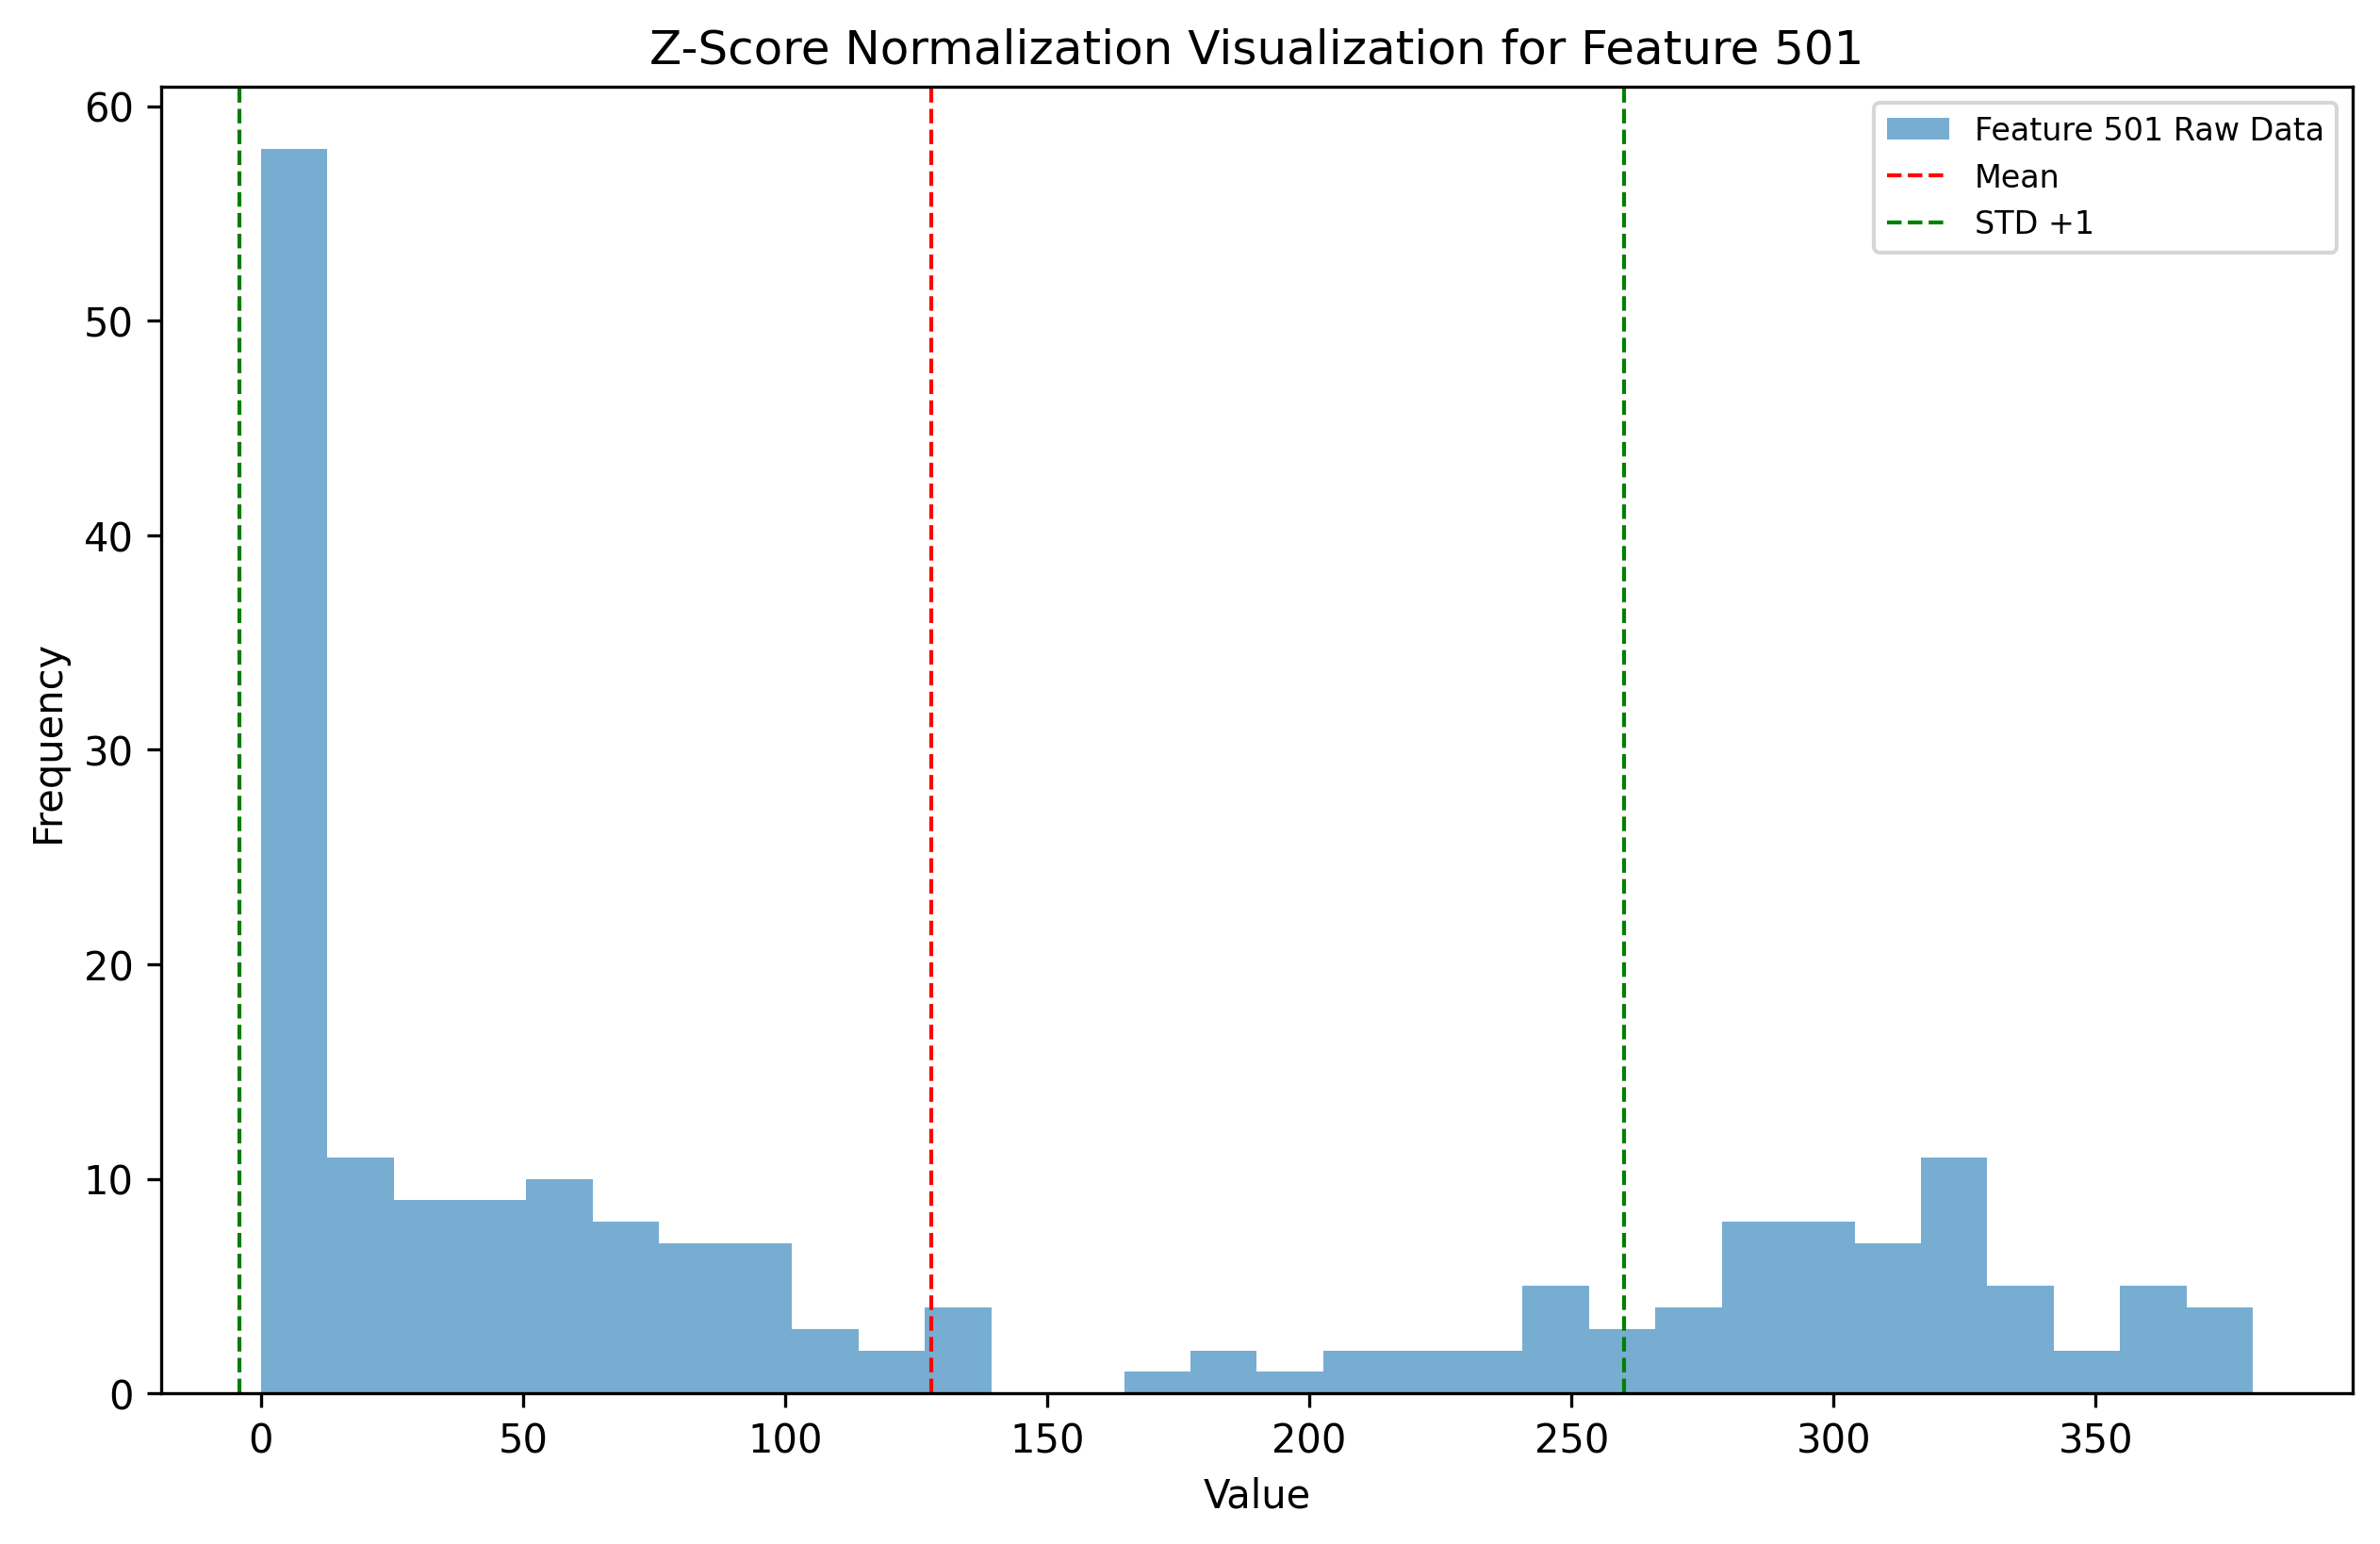 Z-Score Normalization Visualization for Feature 501
Feature 501 Raw Data
Mean
STD +1
60
50
40
30
20
10
0
Frequency
0 50 100 150 200 250 300 350
Value